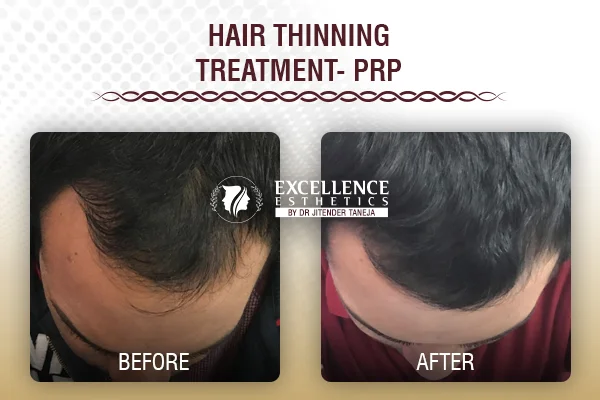 HAIR THINNING
TREATMENT- PRP
EXCELLENCE
ESTHETICS
BY DR JITENDER TANEJA
BEFORE
AFTER